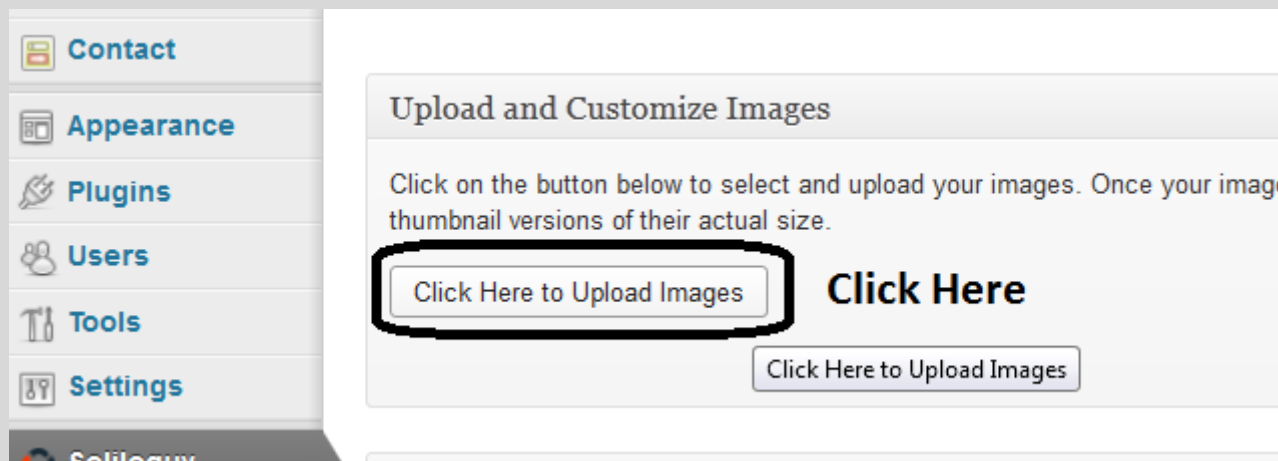 Contact
Appearance
Plugins
Users
Tools
Settings
Soliloquy
Upload and Customize Images
Click on the button below to select and upload your images. Once your image
thumbnail versions of their actual size.
Click Here to Upload Images
Click Here
Click Here to Upload Images